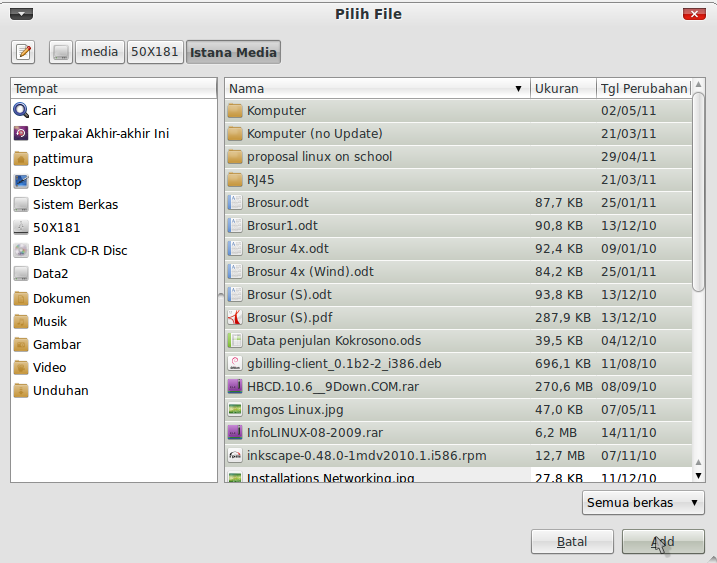 Pilih File
media 50X181 Istana Media
Tempat
Cari
Terpakai Akhir-akhir Ini
pattimura
Desktop
Sistem Berkas
50X181
Blank CD-R Disc
Data2
Dokumen
Musik
Gambar
Video
Unduhan
Nama Ukuran Tgl Perubahan
Komputer 02/05/11
Komputer (no Update) 21/03/11
proposal linux on school 29/04/11
RJ45 21/03/11
Brosur.odt 87,7 KB 25/01/11
Brosur1.odt 90,8 KB 13/12/10
Brosur 4x.odt 92,4 KB 09/01/10
Brosur 4x (Wind).odt 84,2 KB 25/01/11
Brosur (S).odt 93,8 KB 13/12/10
Brosur (S).pdf 287,9 KB 13/12/10
Data penjulan Kokrosono.ods 39,5 KB 04/12/10
gbilling-client_0.1b2-2_i386.deb 696,1 KB 11/08/10
HBCD.10.6__9Down.COM.rar 270,6 MB 08/09/10
Imgos Linux.jpg 47,0 KB 07/05/11
InfoLINUX-08-2009.rar 6,2 MB 14/11/10
inkscape-0.48.0-1mdv2010.1.i586.rpm 12,7 MB 07/11/10
Installations Networking.jpg 27,8 KB 11/12/10
Semua berkas
Batal Add